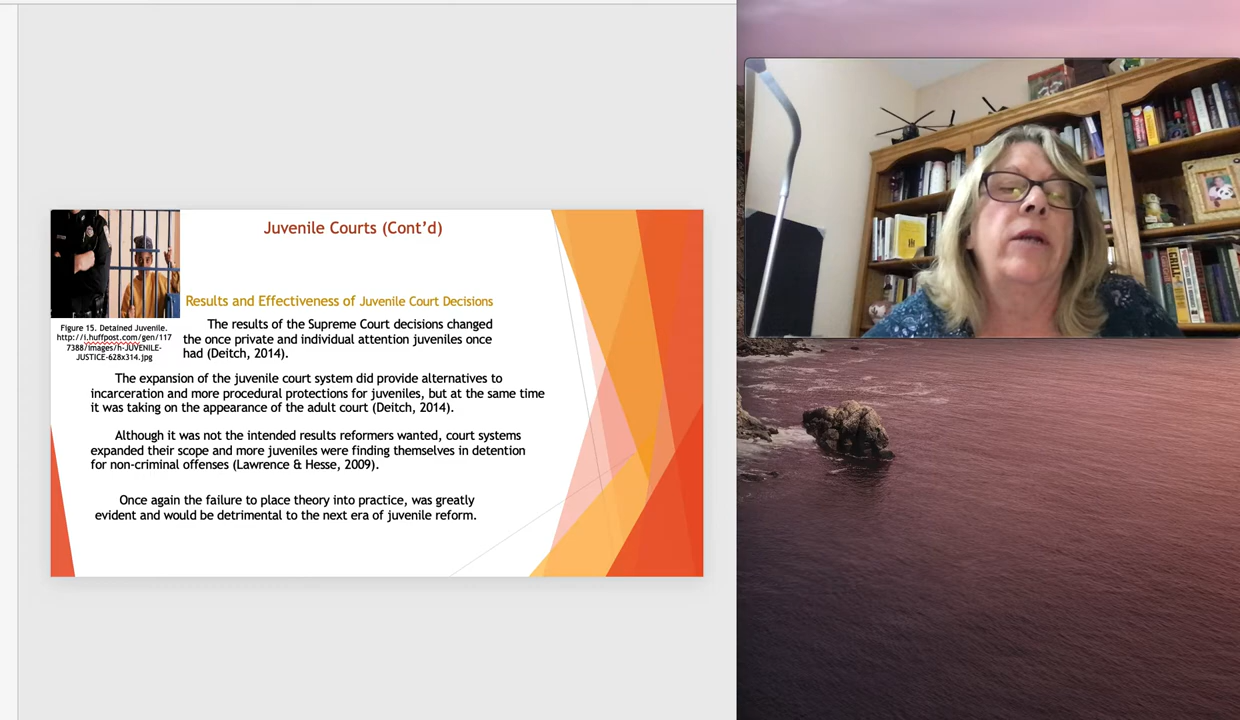 Juvenile Courts (Cont'd)
Results and Effectiveness of Juvenile Court Decisions
Figure 15. Detained Juvenile.
http://i.huffpost.com/gen/117
7388/images/h-JUVENILE-
JUSTICE-628x314.jpg
The results of the Supreme Court decisions changed
the once private and individual attention juveniles once
had (Deitch, 2014).
The expansion of the juvenile court system did provide alternatives to
incarceration and more procedural protections for juveniles, but at the same time
it was taking on the appearance of the adult court (Deitch, 2014).
Although it was not the intended results reformers wanted, court systems
expanded their scope and more juveniles were finding themselves in detention
for non-criminal offenses (Lawrence & Hesse, 2009).
Once again the failure to place theory into practice, was greatly
evident and would be detrimental to the next era of juvenile reform.